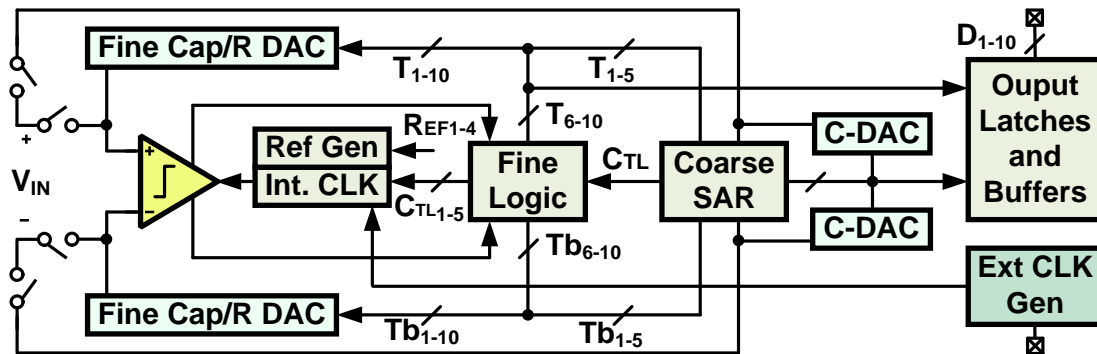 Fine Cap/R DAC
T1-10
T1-5
D1-10
Ouput
Latches
and
Buffers
T6-10
REF1-4
C-DAC
Ref Gen
Int. CLK
Fine
Logic
CTL
Coarse
SAR
+
+
VIN
CTL1-5
−
−
C-DAC
Tb6-10
Ext CLK
Gen
Fine Cap/R DAC
Tb1-10
Tb1-5